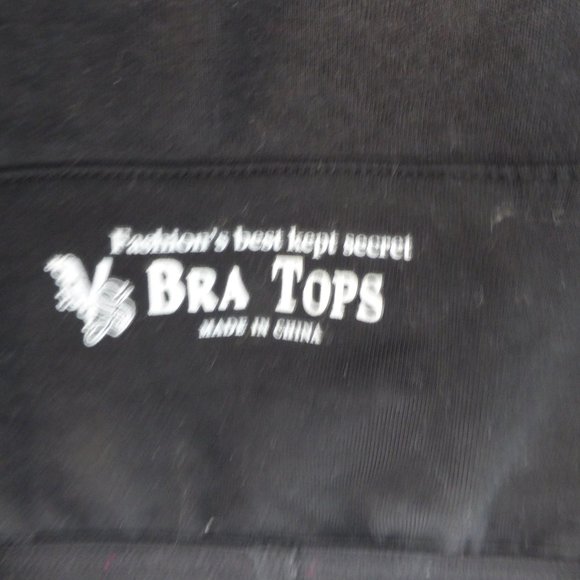 Fashion's best kept secret
BRA TOPS
MADE IN CHINA